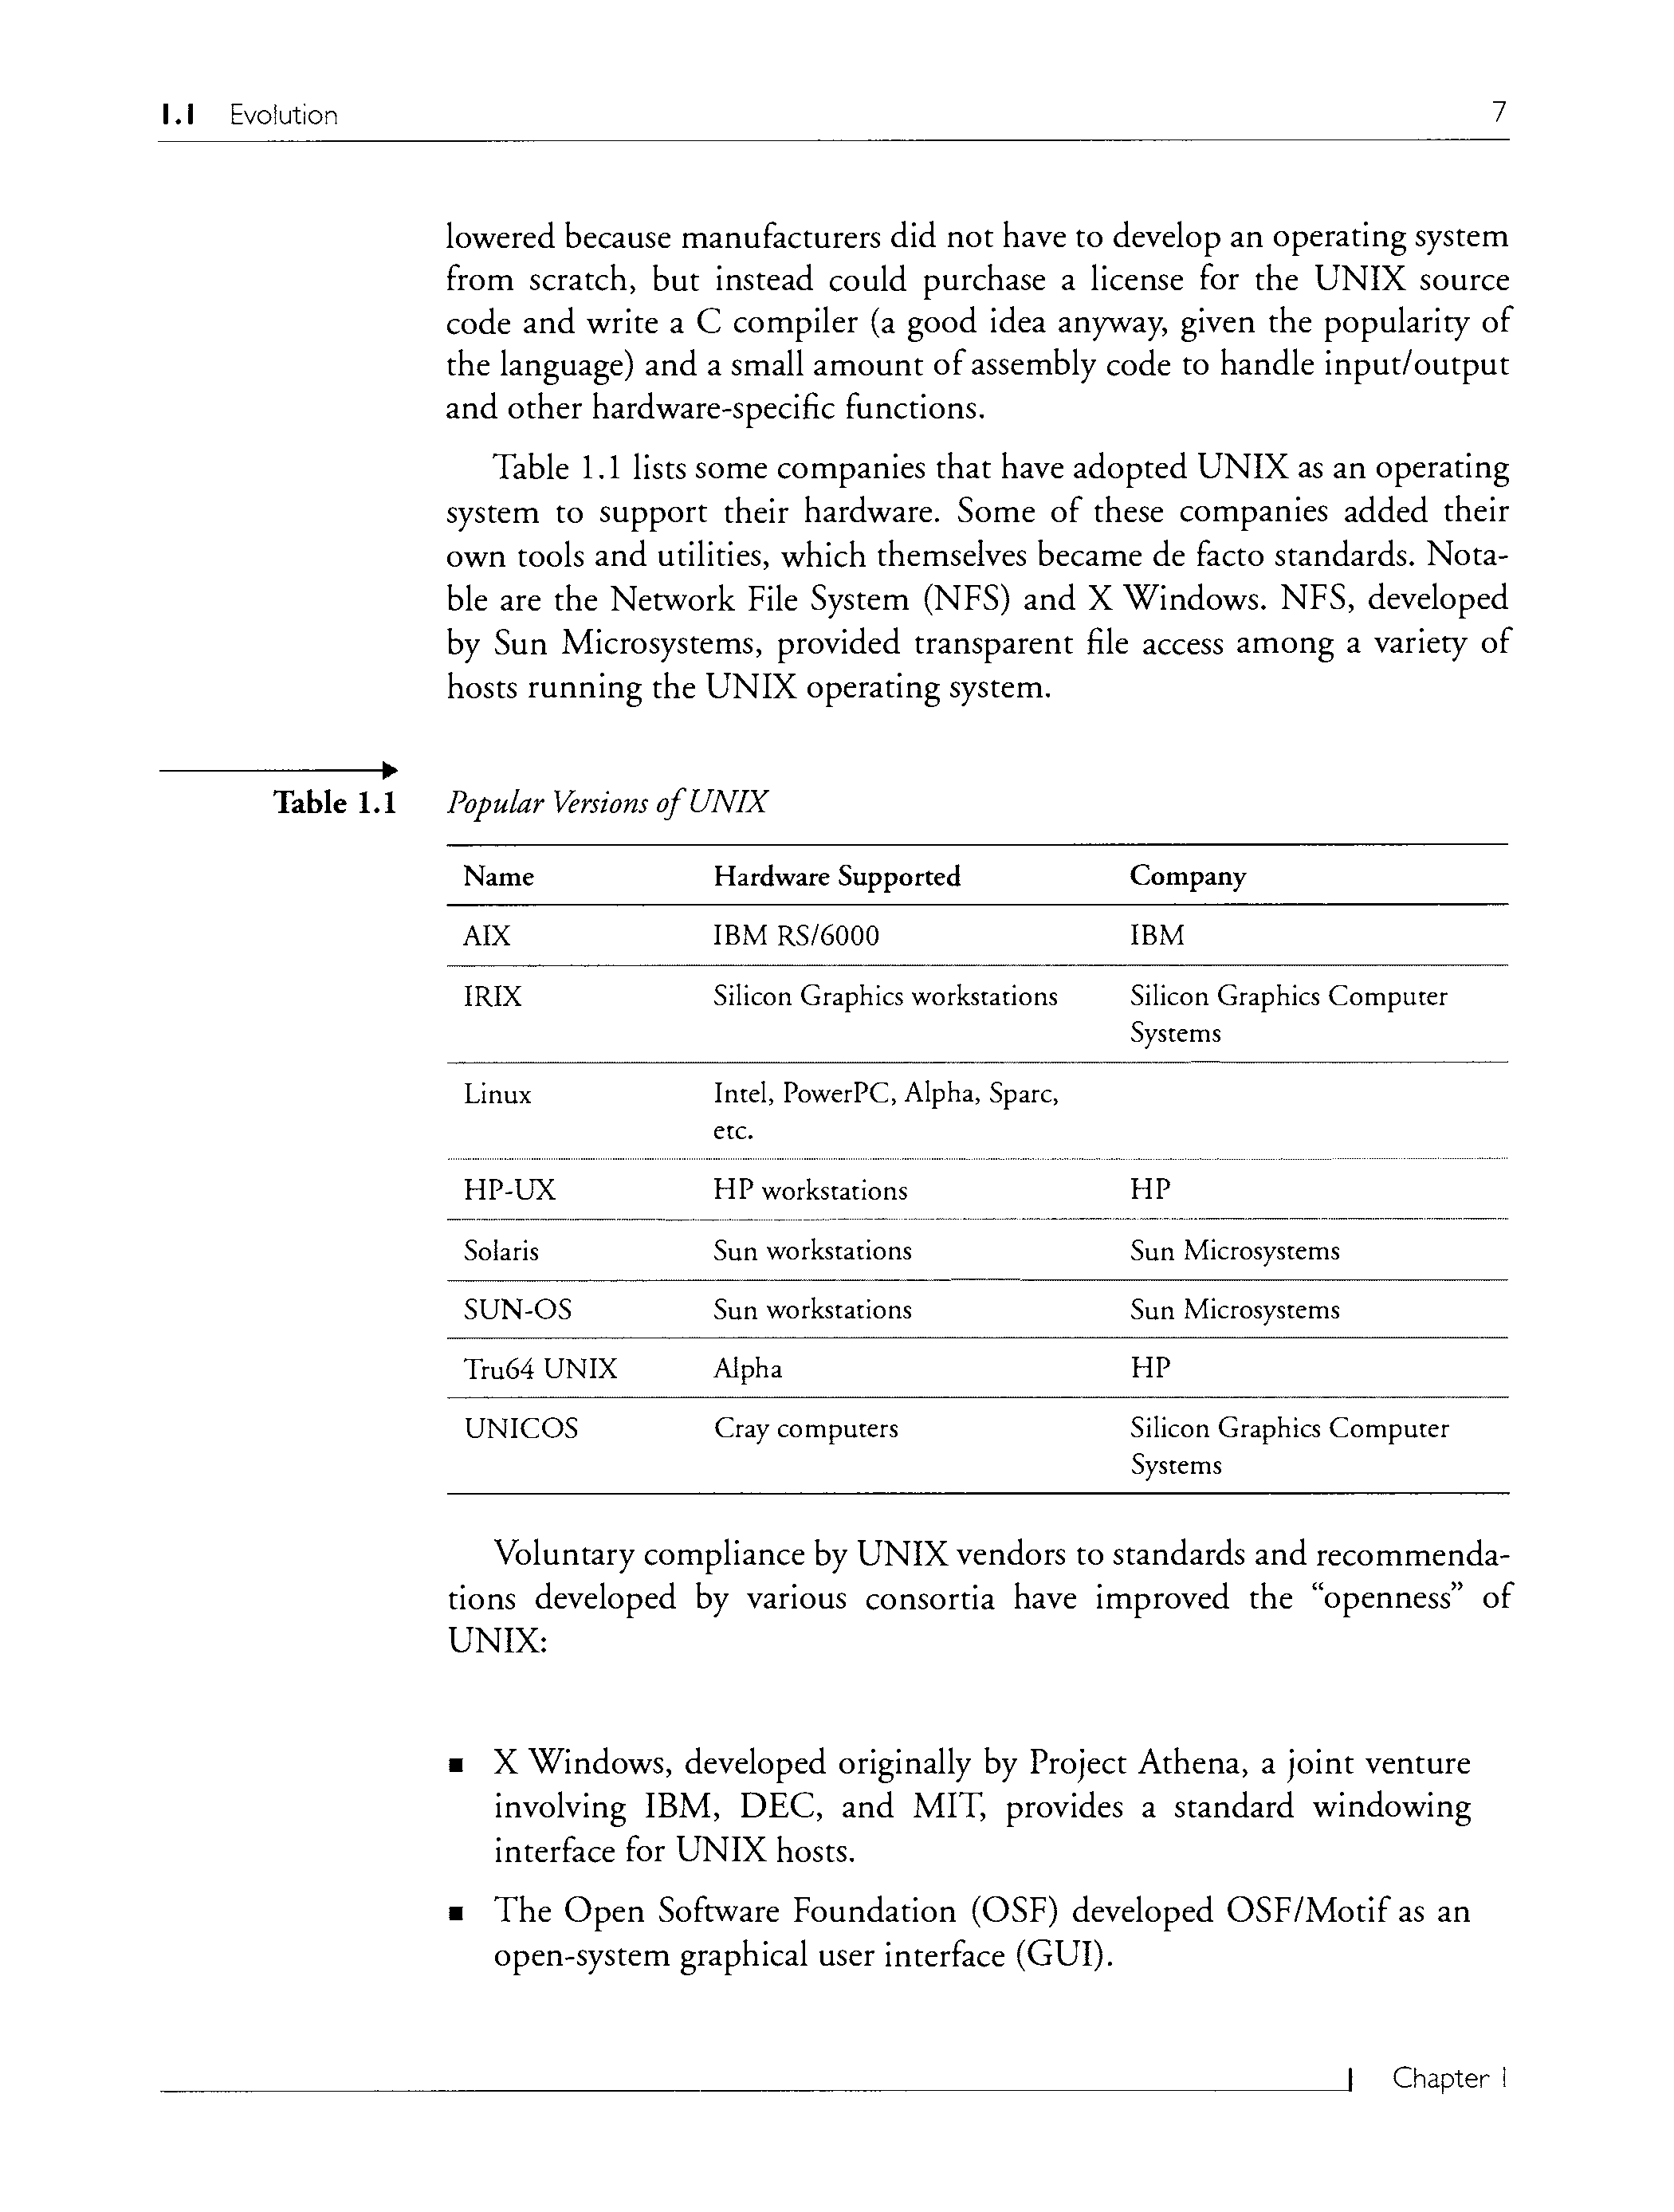 1.1 Evolution 7
lowered because manufacturers did not have to develop an operating system
from scratch, but instead could purchase a license for the UNIX source
code and write a C compiler (a good idea anyway, given the popularity of
the language) and a small amount of assembly code to handle input/output
and other hardware-specific functions.
Table 1.1 lists some companies that have adopted UNIX as an operating
system to support their hardware. Some of these companies added their
own tools and utilities, which themselves became de facto standards. Nota-
ble are the Network File System (NFS) and X Windows. NFS, developed
by Sun Microsystems, provided transparent file access among a variety of
hosts running the UNIX operating system.
Table 1.1 Popular Versions of UNIX
Name Hardware Supported Company
AIX IBM RS/6000 IBM
IRIX Silicon Graphics workstations Silicon Graphics Computer
Systems
Linux Intel, PowerPC, Alpha, Sparc,
etc.
HP-UX HP workstations HP
Solaris Sun workstations Sun Microsystems
SUN-OS Sun workstations Sun Microsystems
Tru64 UNIX Alpha HP
UNICOS Cray computers Silicon Graphics Computer
Systems
Voluntary compliance by UNIX vendors to standards and recommenda-
tions developed by various consortia have improved the “openness” of
UNIX:
■ X Windows, developed originally by Project Athena, a joint venture
involving IBM, DEC, and MIT, provides a standard windowing
interface for UNIX hosts.
■ The Open Software Foundation (OSF) developed OSF/Motif as an
open-system graphical user interface (GUI).
Chapter 1